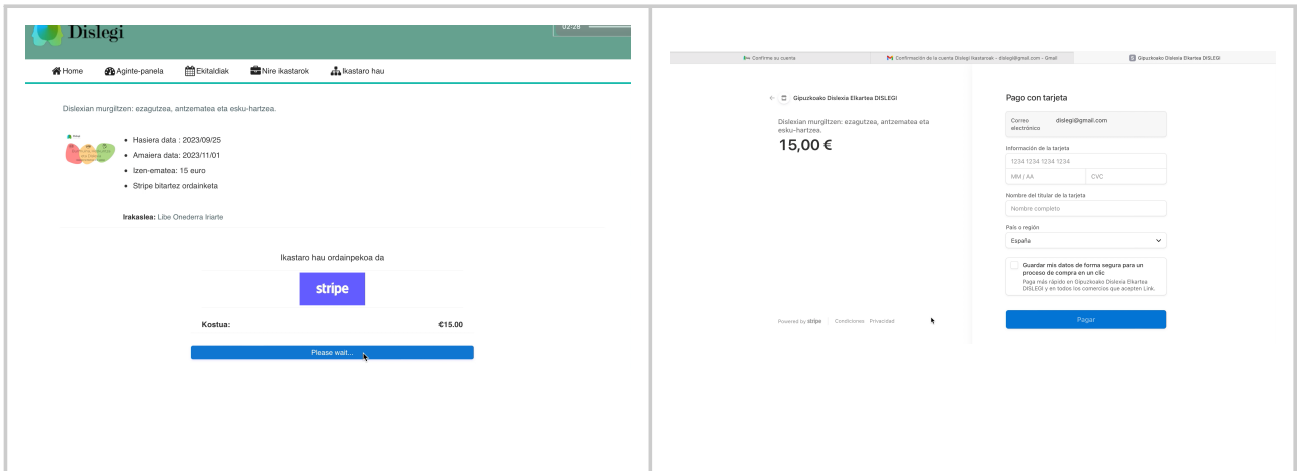 Dislegi
02:28
Home
Aginte-panela
Ekitaldiak
Nire ikastarok
Ikastaro hau
Dislexian murgiltzen: ezagutzea, antzematea eta esku-hartzea.
Hasiera data : 2023/09/25
Amaiera data: 2023/11/01
Izen-ematea: 15 euro
Stripe bitartez ordainketa
Irakaslea: Libe Onederra Iriarte
Ikastaro hau ordainpekoa da
stripe
Kostua: €15.00
Please wait...
Confirme su cuenta
Confirmación de la cuenta Dislegi Ikastaroak - dislegi@gmail.com - Gmail
Gipuzkoako Dislexia Elkartea DISLEGI
Gipuzkoako Dislexia Elkartea DISLEGI
Dislexian murgiltzen: ezagutzea, antzematea eta
esku-hartzea.
15,00 €
Powered by stripe
Condiciones Privacidad
Pago con tarjeta
Correo
electrónico
dislegi@gmail.com
Información de la tarjeta
1234 1234 1234 1234
MM / AA
CVC
Nombre del titular de la tarjeta
Nombre completo
País o región
España
Guardar mis datos de forma segura para un
proceso de compra en un clic
Paga más rápido en Gipuzkoako Dislexia Elkartea
DISLEGI y en todos los comercios que acepten Link.
Pagar